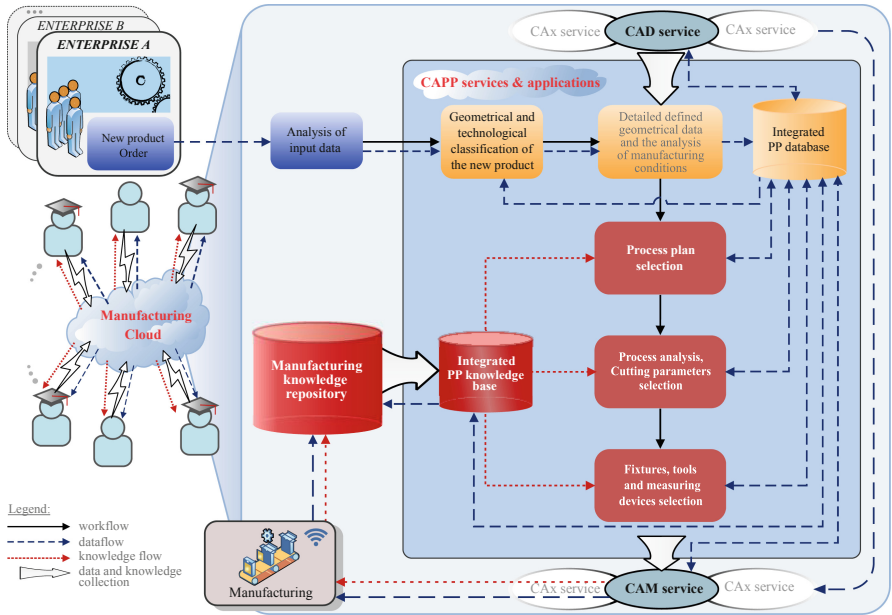 ENTERPRISE B
ENTERPRISE A
C
New product
Order
CAx service
CAD service
CAx service
CAPP services & applications
Analysis of
input data
Geometrical and
technological
classification of
the new product
Detailed defined
geometrical data
and the analysis
of manufacturing
conditions
Integrated
PP database
Process plan
selection
Manufacturing
Cloud
Manufacturing
knowledge
repository
Integrated
PP knowledge
base
Process analysis,
Cutting parameters
selection
Fixtures, tools
and measuring
devices selection
Legend:
workflow
dataflow
knowledge flow
data and knowledge
collection
Manufacturing
CAx service
CAM service
CAx service